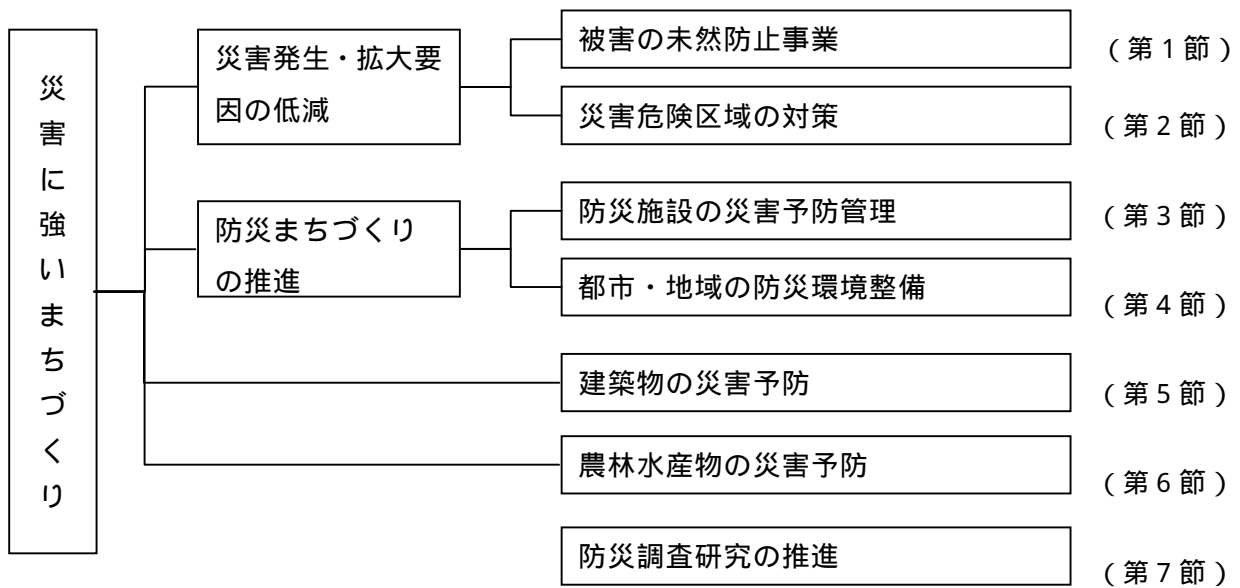 災害に強いまちづくり
災害発生・拡大要
因の低減
被害の未然防止事業
(第1節)
災害危険区域の対策
(第2節)
防災まちづくり
の推進
防災施設の災害予防管理
(第3節)
都市・地域の防災環境整備
(第4節)
建築物の災害予防
(第5節)
農林水産物の災害予防
(第6節)
防災調査研究の推進
(第7節)